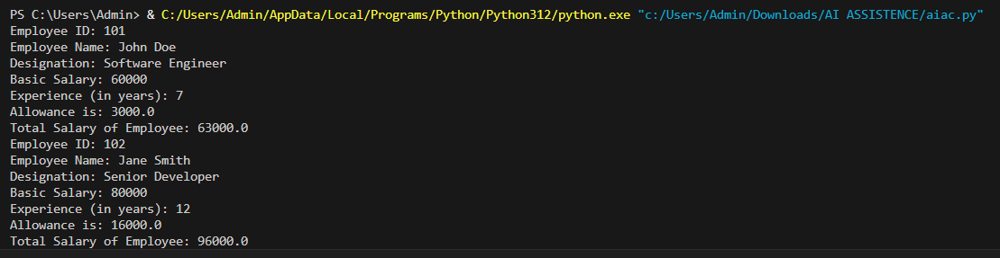 PS C:\Users\Admin> & C:/Users/Admin/AppData/Local/Programs/Python/Python312/python.exe "c:/Users/Admin/Downloads/AI ASSISTENCE/aiac.py"
Employee ID: 101
Employee Name: John Doe
Designation: Software Engineer
Basic Salary: 60000
Experience (in years): 7
Allowance is: 3000.0
Total Salary of Employee: 63000.0
Employee ID: 102
Employee Name: Jane Smith
Designation: Senior Developer
Basic Salary: 80000
Experience (in years): 12
Allowance is: 16000.0
Total Salary of Employee: 96000.0